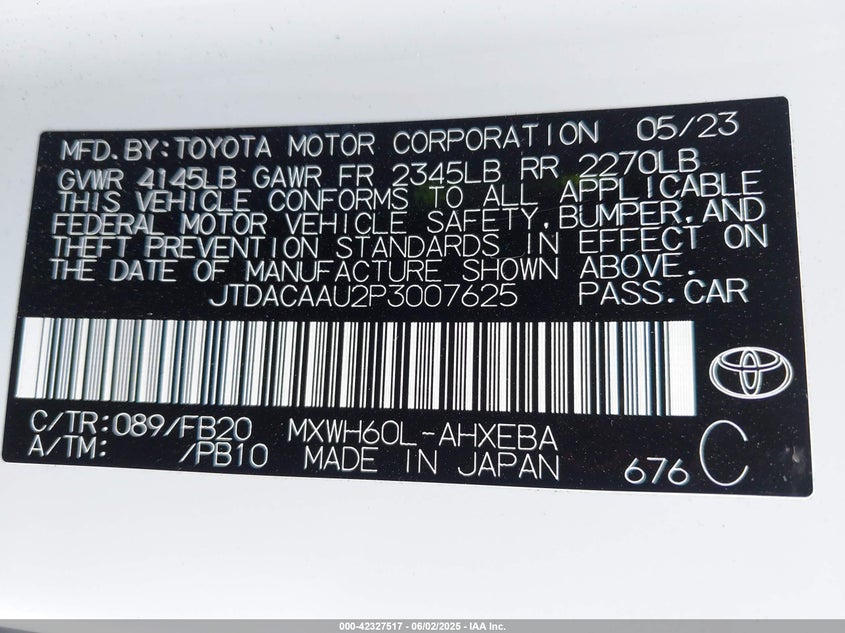 MFD. BY: TOYOTA MOTOR CORPORATION 05/23
GVWR 4145LB GAWR FR 2345LB RR 2270LB
THIS VEHICLE CONFORMS TO ALL APPLICABLE
FEDERAL MOTOR VEHICLE SAFETY, BUMPER, AND
THEFT PREVENTION STANDARDS IN EFFECT ON
THE DATE OF MANUFACTURE SHOWN ABOVE.
JTDACAAU2P3007625 PASS. CAR
C/TR: 089/FB20 MXWH60L-AHXEBA
A/TM: /PB10 MADE IN JAPAN 676 C
000-42327517 - 06/02/2025 - IAA Inc.